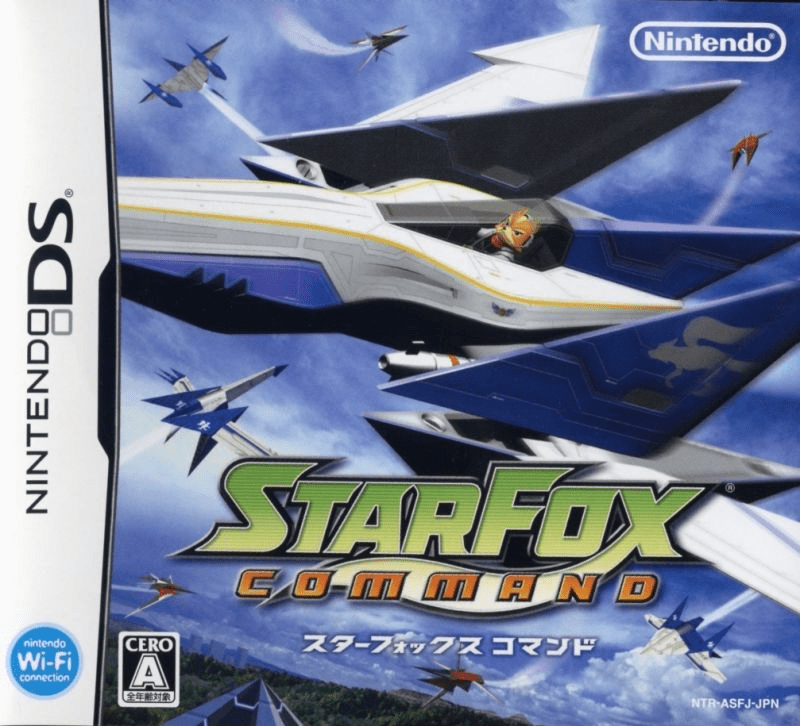 Nintendo®
NINTENDO DS®
STARFOX®
COMMAND
スターフォックス コマンド
nintendo
Wi-Fi
connection
CERO
A
全年齢対象
NTR-ASFJ-JPN